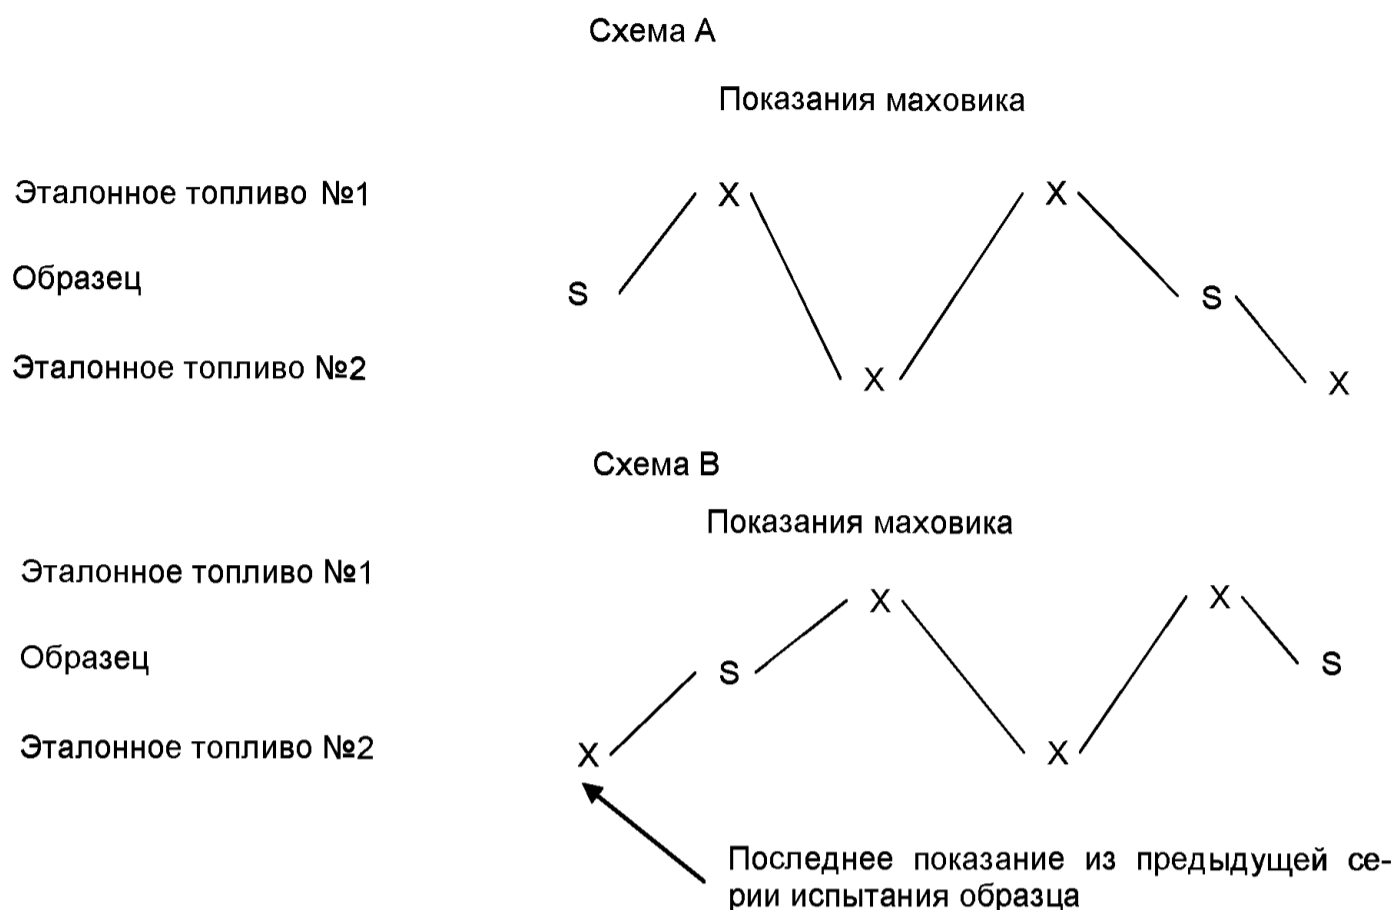 Схема А
Показания маховика
Эталонное топливо №1
X
X
Образец
S
S
Эталонное топливо №2
X
X
Схема В
Показания маховика
Эталонное топливо №1
X
X
Образец
S
S
Эталонное топливо №2
X
X
Последнее показание из предыдущей се-
рии испытания образца